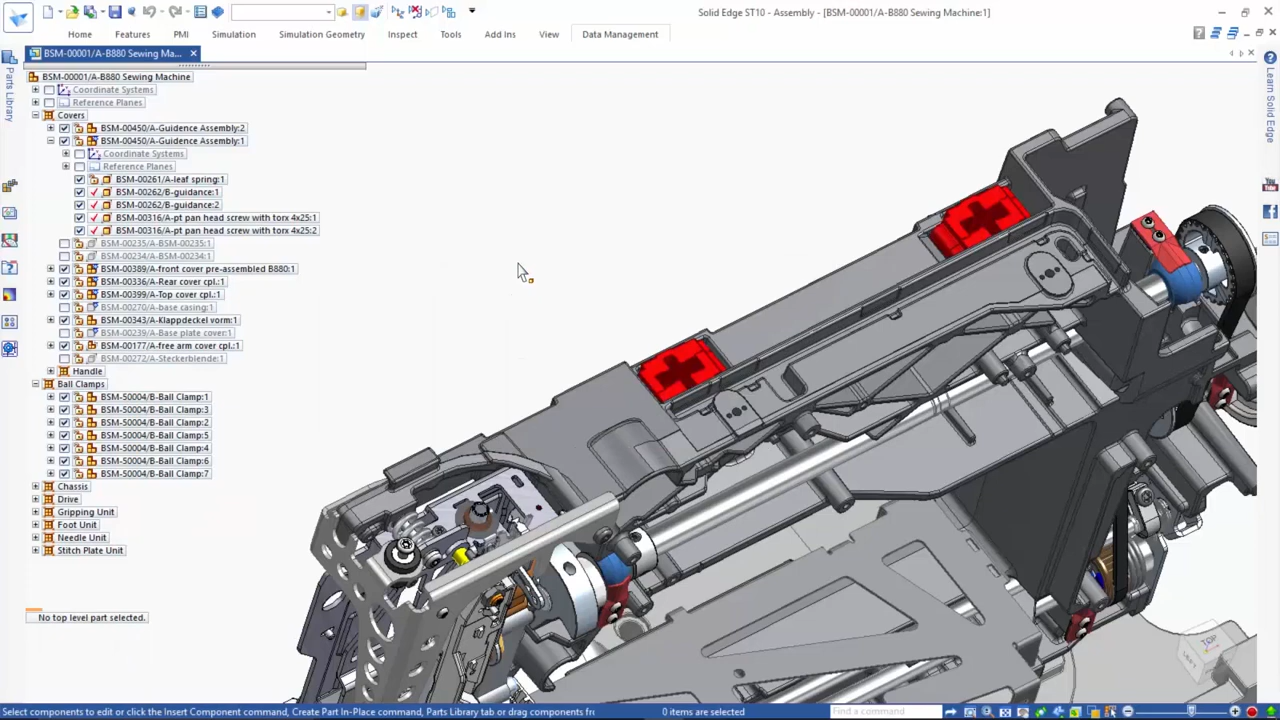 Solid Edge ST10 - Assembly - [BSM-00001/A-B880 Sewing Machine:1]
Home Features PMI Simulation Simulation Geometry Inspect Tools Add Ins View Data Management
BSM-00001/A-B880 Sewing Ma...
Parts Library
BSM-00001/A-B880 Sewing Machine
Coordinate Systems
Reference Planes
Covers
BSM-00450/A-Guidence Assembly:2
BSM-00450/A-Guidence Assembly:1
Coordinate Systems
Reference Planes
BSM-00261/A-leaf spring:1
BSM-00262/B-guidance:1
BSM-00262/B-guidance:2
BSM-00316/A-pt pan head screw with torx 4x25:1
BSM-00316/A-pt pan head screw with torx 4x25:2
BSM-00235/A-BSM-00235:1
BSM-00234/A-BSM-00234:1
BSM-00389/A-front cover pre-assembled B880:1
BSM-00336/A-Rear cover cpl.:1
BSM-00399/A-Top cover cpl.:1
BSM-00270/A-base casing:1
BSM-00343/A-Klappdeckel vorm:1
BSM-00239/A-Base plate cover:1
BSM-00177/A-free arm cover cpl.:1
BSM-00272/A-Steckerblende:1
Handle
Ball Clamps
BSM-50004/B-Ball Clamp:1
BSM-50004/B-Ball Clamp:3
BSM-50004/B-Ball Clamp:2
BSM-50004/B-Ball Clamp:5
BSM-50004/B-Ball Clamp:4
BSM-50004/B-Ball Clamp:6
BSM-50004/B-Ball Clamp:7
Chassis
Drive
Gripping Unit
Foot Unit
Needle Unit
Stitch Plate Unit
No top level part selected.
Learn Solid Edge
You Tube
TOP
LEFT
Select components to edit or click the Insert Component command, Create Part In-Place command, Parts Library tab or drag components fr
0 items are selected
Find a command